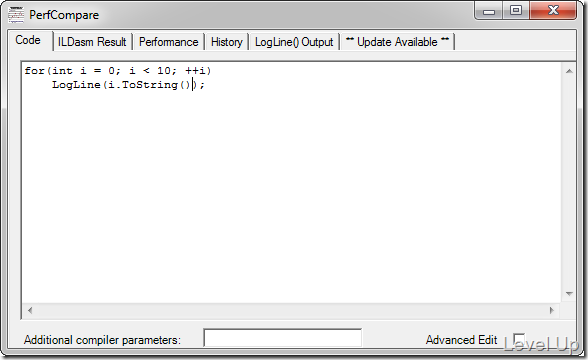 PerfCompare
Code ILDasm Result Performance History LogLine() Output ** Update Available **
for(int i = 0; i < 10; ++i)
    LogLine(i.ToString());
Additional compiler parameters: Advanced Edit
Level Up